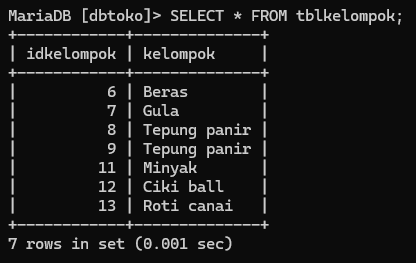 MariaDB [dbtoko]> SELECT * FROM tblkelompok;
+------------+--------------+
| idkelompok | kelompok     |
+------------+--------------+
|          6 | Beras        |
|          7 | Gula         |
|          8 | Tepung panir |
|          9 | Tepung panir |
|         11 | Minyak       |
|         12 | Ciki ball    |
|         13 | Roti canai   |
+------------+--------------+
7 rows in set (0.001 sec)